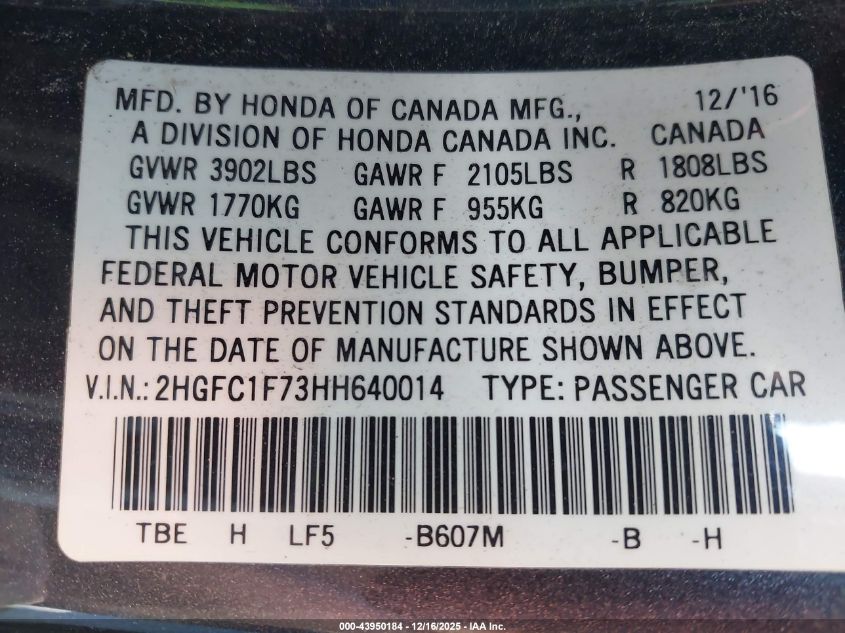 MFD. BY HONDA OF CANADA MFG., 12/'16
A DIVISION OF HONDA CANADA INC. CANADA
GVWR 3902LBS GAWR F 2105LBS R 1808LBS
GVWR 1770KG GAWR F 955KG R 820KG
THIS VEHICLE CONFORMS TO ALL APPLICABLE
FEDERAL MOTOR VEHICLE SAFETY, BUMPER,
AND THEFT PREVENTION STANDARDS IN EFFECT
ON THE DATE OF MANUFACTURE SHOWN ABOVE.
V.I.N.: 2HGFC1F73HH640014 TYPE: PASSENGER CAR
TBE H LF5 -B607M -B -H
000-43950184 - 12/16/2025 - IAA Inc.